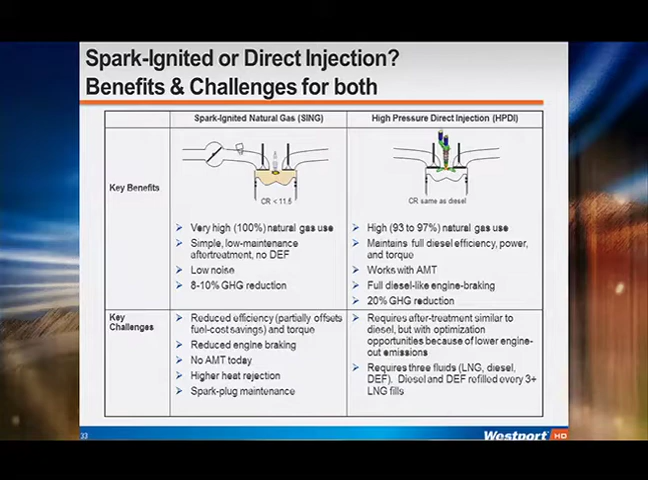 Spark-Ignited or Direct Injection?
Benefits & Challenges for both
Spark-Ignited Natural Gas (SING)
High Pressure Direct Injection (HPDI)
Key Benefits
CR < 11.5
CR same as diesel
Very high (100%) natural gas use
Simple, low-maintenance
aftertreatment, no DEF
Low noise
8-10% GHG reduction
High (93 to 97%) natural gas use
Maintains full diesel efficiency, power,
and torque
Works with AMT
Full diesel-like engine-braking
20% GHG reduction
Key
Challenges
Reduced efficiency (partially offsets
fuel-cost savings) and torque
Reduced engine braking
No AMT today
Higher heat rejection
Spark-plug maintenance
Requires after-treatment similar to
diesel, but with optimization
opportunities because of lower engine-
out emissions
Requires three fluids (LNG, diesel,
DEF). Diesel and DEF refilled every 3+
LNG fills
33
Westport HD